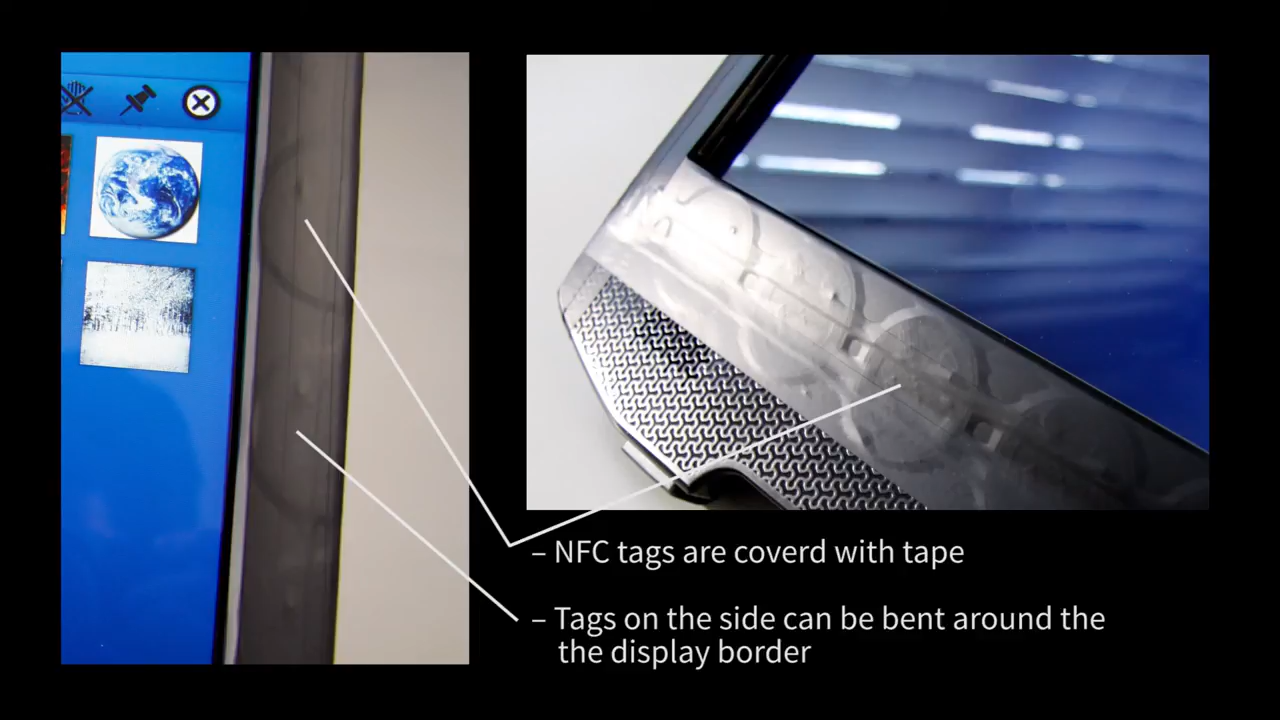 – NFC tags are coverd with tape
– Tags on the side can be bent around the
the display border